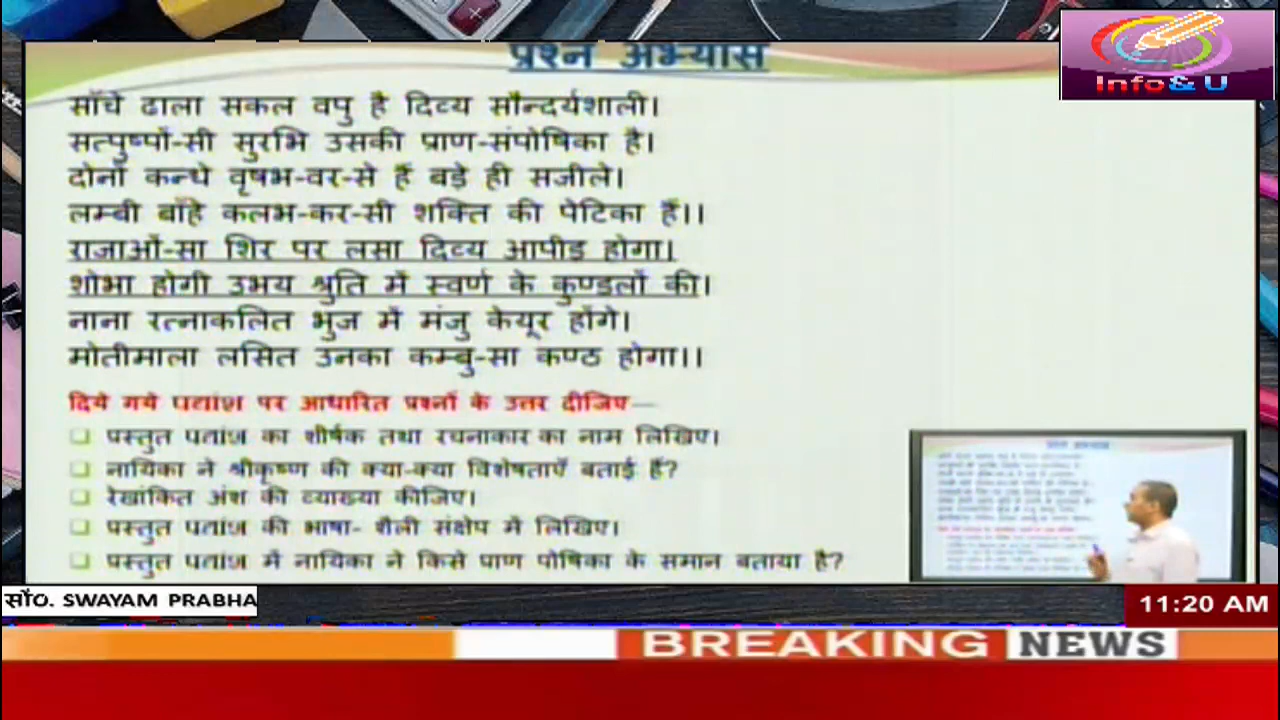 प्रश्न अभ्यास
Info & U
साँचे ढाला सकल वपु है दिव्य सौन्दर्यशाली।
सत्पुष्पों-सी सुरभि उसकी प्राण-संपोषिका है।
दोनों कन्धे वृषभ-वर-से हैं बड़े ही सजीले।
लम्बी बाँहे कलभ-कर-सी शक्ति की पेटिका हैं।।
राजाओं-सा शिर पर लसा दिव्य आपीड़ होगा।
शोभा होगी उभय श्रुति में स्वर्ण के कुण्डलों की।
नाना रत्नाकलित भुज में मंजु केयूर होंगे।
मोतीमाला लसित उनका कम्बु-सा कण्ठ होगा।।
दिये गये पद्यांश पर आधारित प्रश्नों के उत्तर दीजिए—
प्रस्तुत पद्यांश का शीर्षक तथा रचनाकार का नाम लिखिए।
नायिका ने श्रीकृष्ण की क्या-क्या विशेषताएँ बताई हैं?
रेखांकित अंश की व्याख्या कीजिए।
प्रस्तुत पद्यांश की भाषा- शैली संक्षेप में लिखिए।
प्रस्तुत पद्यांश में नायिका ने किसे प्राण पोषिका के समान बताया है?
सौ0. SWAYAM PRABHA
11:20 AM
BREAKING NEWS